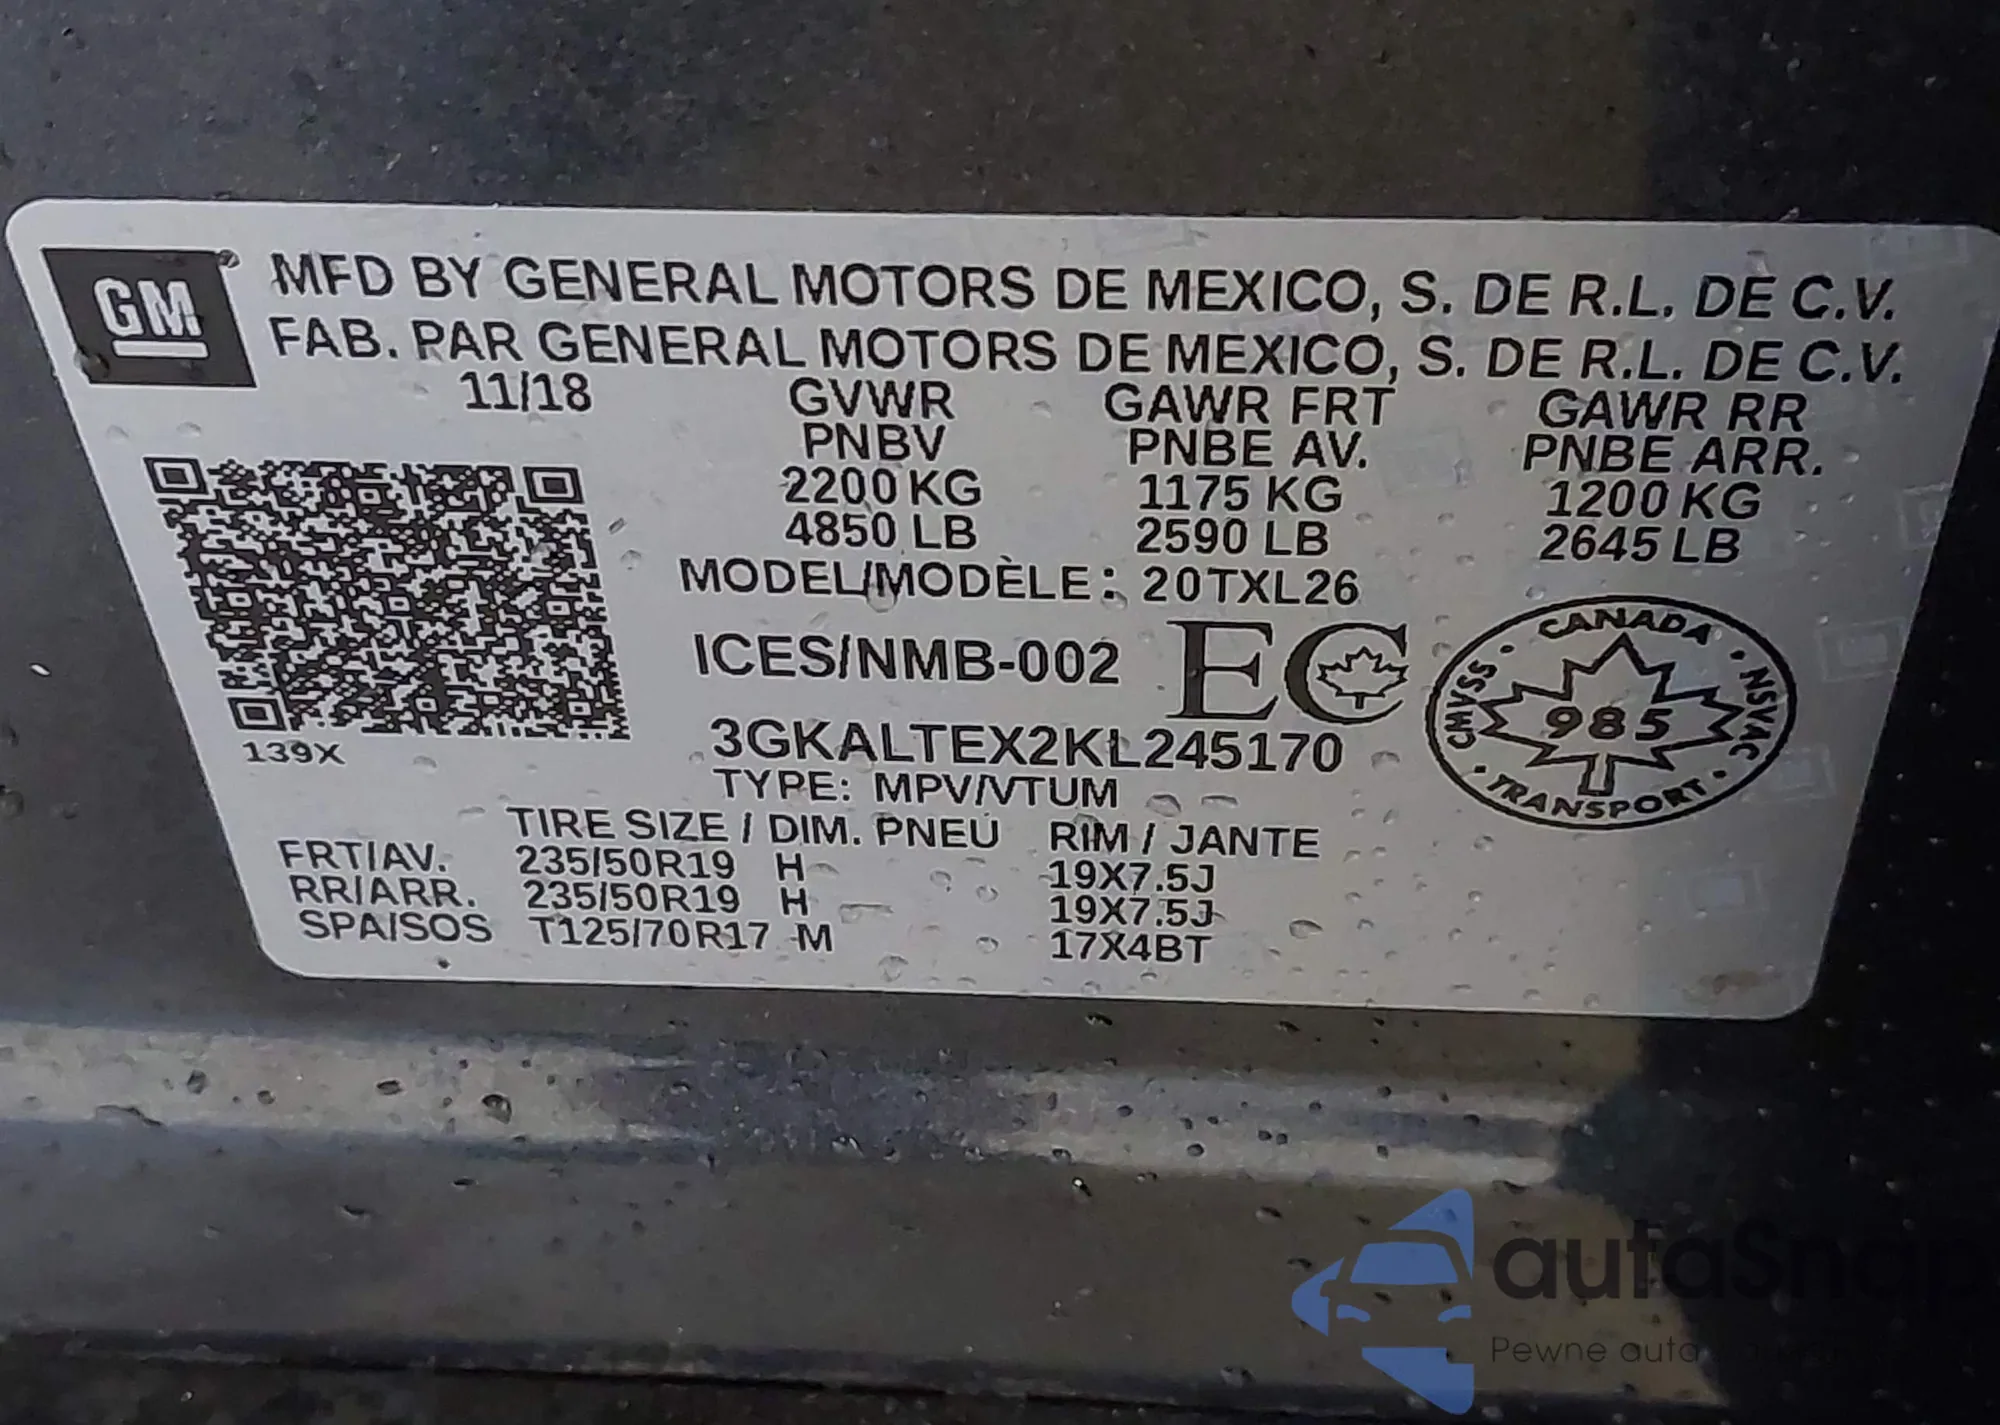 GM
MFD BY GENERAL MOTORS DE MEXICO, S. DE R.L. DE C.V.
FAB. PAR GENERAL MOTORS DE MEXICO, S. DE R.L. DE C.V.
11/18 GVWR GAWR FRT GAWR RR
PNBV PNBE AV. PNBE ARR.
2200 KG 1175 KG 1200 KG
4850 LB 2590 LB 2645 LB
MODEL/MODÈLE: 20TXL26
ICES/NMB-002 EC
CANADA · NSVAC · TRANSPORT · CMVSS ·
985
3GKALTEX2KL245170
139X
TYPE: MPV/VTUM
TIRE SIZE / DIM. PNEU RIM / JANTE
FRT/AV. 235/50R19 H 19X7.5J
RR/ARR. 235/50R19 H 19X7.5J
SPA/SOS T125/70R17 M 17X4BT
autaSnap
Pewne auta